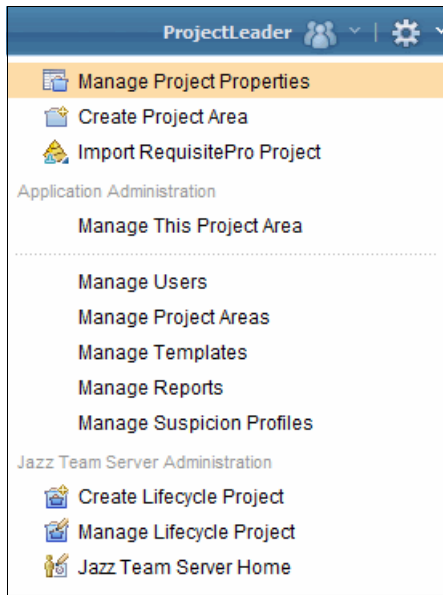 ProjectLeader
Manage Project Properties
Create Project Area
Import RequisitePro Project
Application Administration
Manage This Project Area
Manage Users
Manage Project Areas
Manage Templates
Manage Reports
Manage Suspicion Profiles
Jazz Team Server Administration
Create Lifecycle Project
Manage Lifecycle Project
Jazz Team Server Home